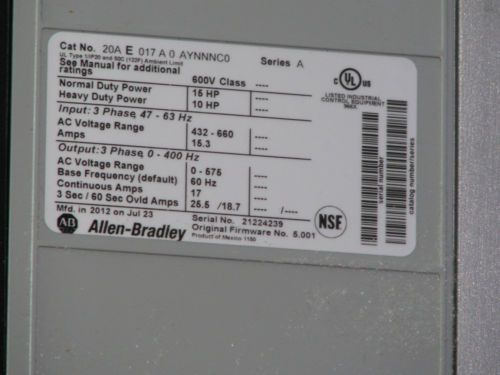 Cat No. 20A E 017 A 0 AYNNNC0 Series A
UL Type 1/IP20 and 50C (122F) Ambient Limit
See Manual for additional
ratings
600V Class ----
Normal Duty Power 15 HP ----
Heavy Duty Power 10 HP ----
Input: 3 Phase, 47 - 63 Hz
AC Voltage Range 432 - 660 ----
Amps 15.3 ----
Output: 3 Phase, 0 - 400 Hz
AC Voltage Range 0 - 575 ----
Base Frequency (default) 60 Hz ----
Continuous Amps 17 ----
3 Sec / 60 Sec Ovld Amps 25.5 / 18.7 ---- /----
Mfd. in 2012 on Jul 23
Serial No. 21224239
Original Firmware No. 5.001
Product of Mexico 1150
AB Allen-Bradley
NSF
C UL US
LISTED INDUSTRIAL
CONTROL EQUIPMENT
serial number
catalog number/series